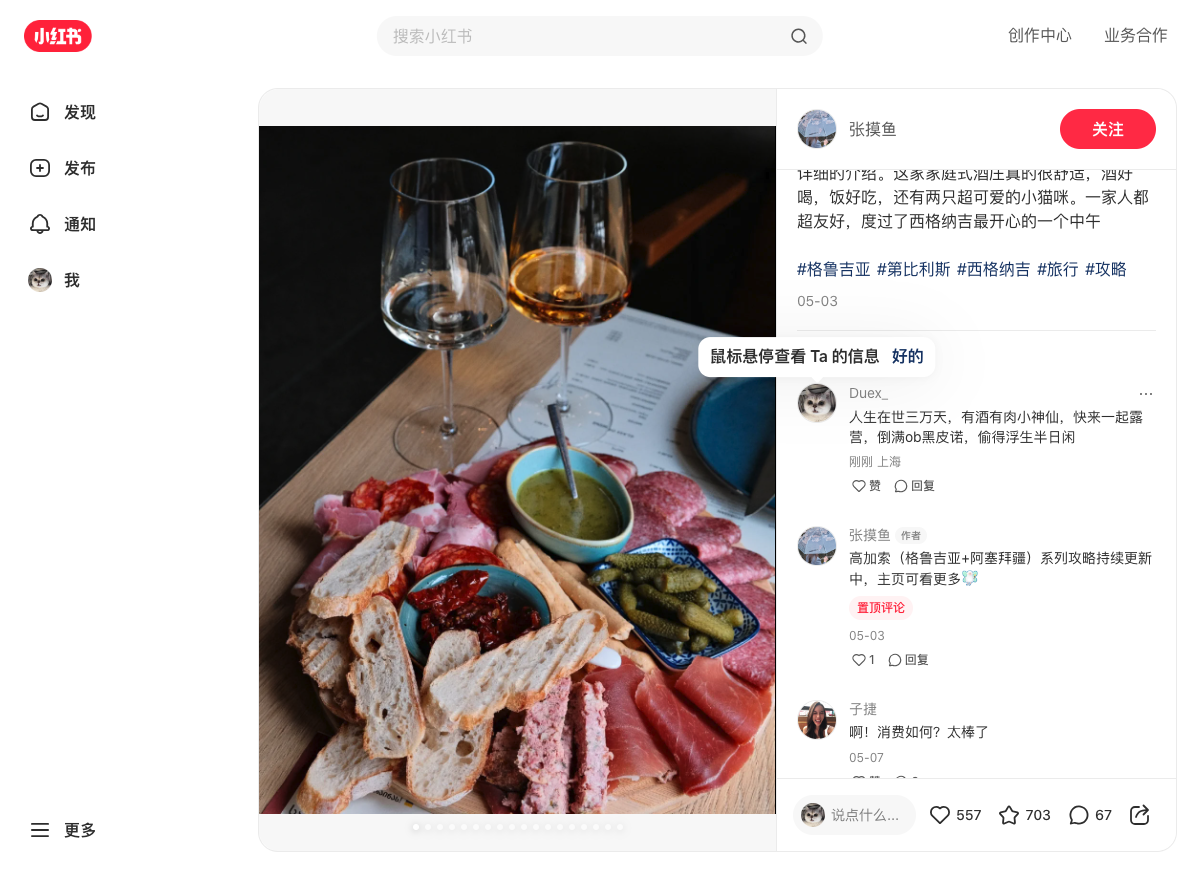 小红书
搜索小红书
创作中心
业务合作
发现
发布
通知
我
更多
张摸鱼
关注
详细的介绍。这家家庭式酒庄真的很舒适，酒好
喝，饭好吃，还有两只超可爱的小猫咪。一家人都
超友好，度过了西格纳吉最开心的一个中午
#格鲁吉亚 #第比利斯 #西格纳吉 #旅行 #攻略
05-03
鼠标悬停查看 Ta 的信息 好的
Duex_
人生在世三万天，有酒有肉小神仙，快来一起露
营，倒满ob黑皮诺，偷得浮生半日闲
刚刚 上海
赞 回复
张摸鱼 作者
高加索（格鲁吉亚+阿塞拜疆）系列攻略持续更新
中，主页可看更多
置顶评论
05-03
1 回复
子捷
啊！消费如何？太棒了
05-07
说点什么...
557
703
67